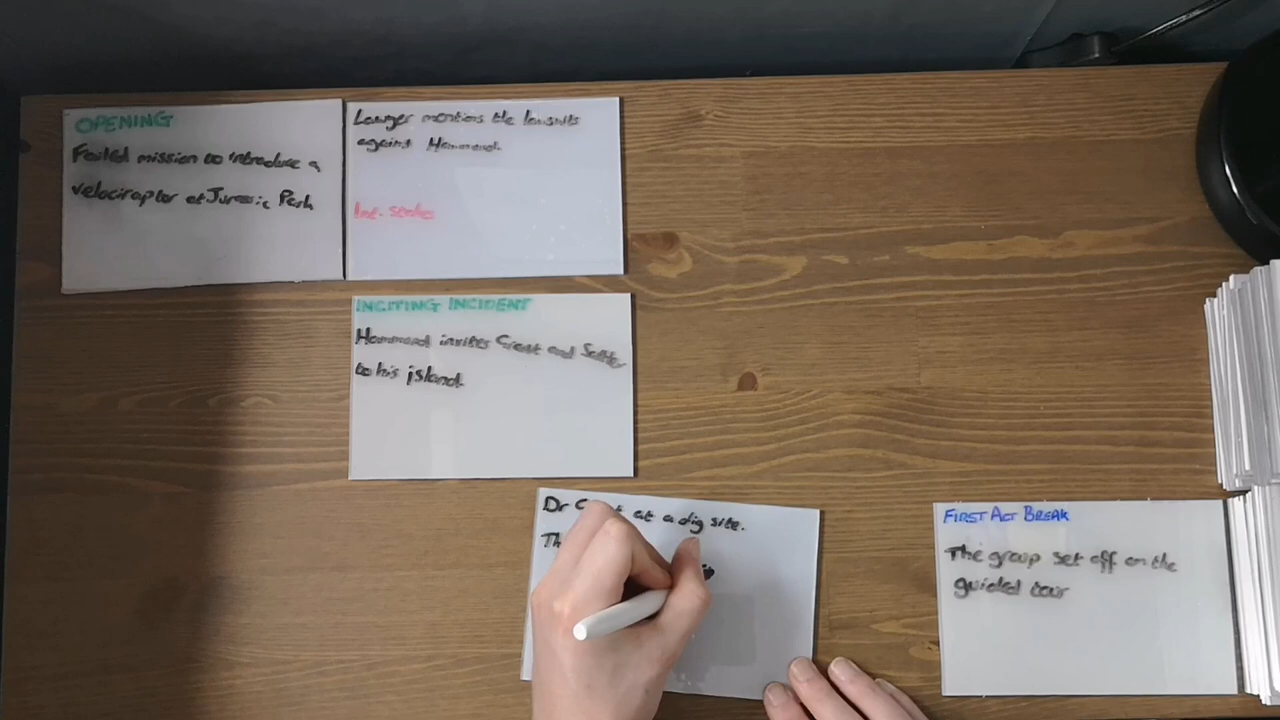 OPENING
Failed mission to introduce a
velociraptor at Jurassic Park
Lawyer mentions the lawsuits
against Hammond.
Int. stakes
INCITING INCIDENT
Hammond invites Grant and Sattler
to his island.
Dr at a dig site.
FIRST ACT BREAK
The group set off on the
guided tour